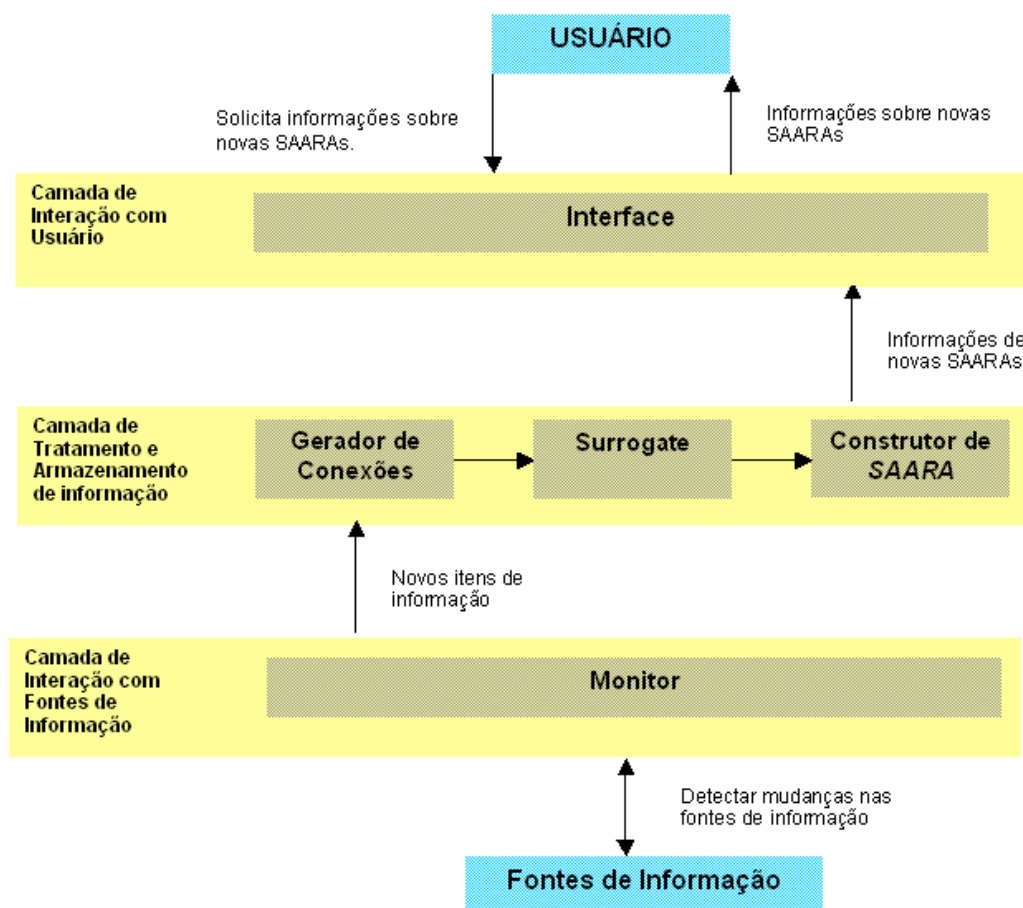 USUÁRIO
Solicita informações sobre
novas SAARAs.
Informações sobre novas
SAARAs
Camada de
Interação com
Usuário
Interface
Informações de
novas SAARAs
Camada de
Tratamento e
Armazenamento
de informação
Gerador de
Conexões
Surrogate
Construtor de
SAARA
Novos itens de
informação
Camada de
Interação com
Fontes de
Informação
Monitor
Detectar mudanças nas
fontes de informação
Fontes de Informação